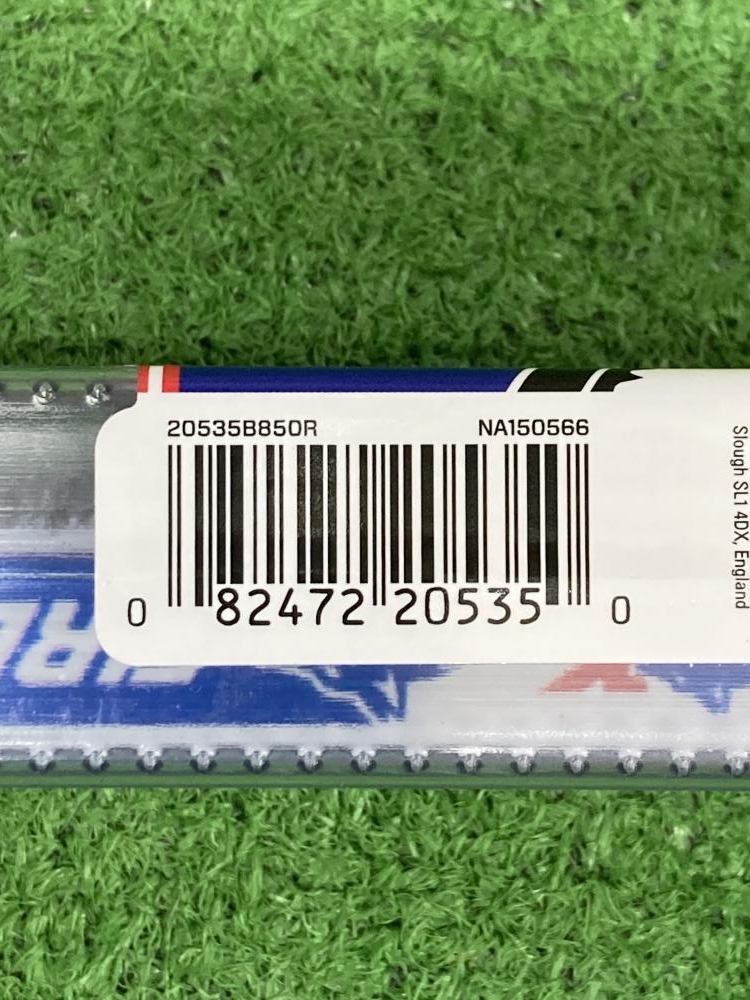 20535B850R NA150566
0 82472 20535 0
Slough SL1 4DX, England